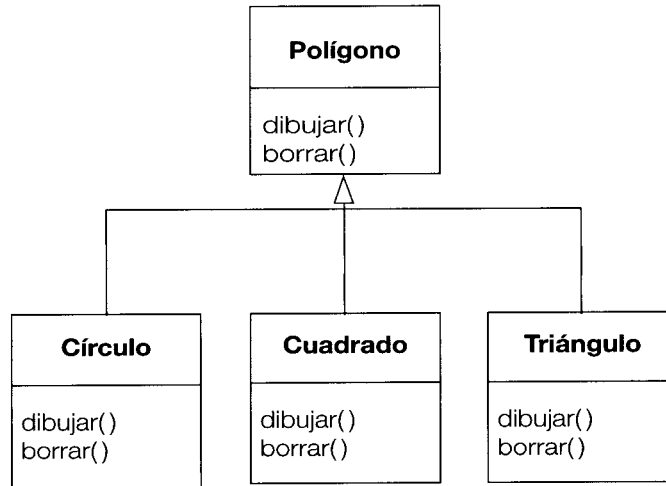 Polígono
dibujar()
borrar()
Círculo
dibujar()
borrar()
Cuadrado
dibujar()
borrar()
Triángulo
dibujar()
borrar()